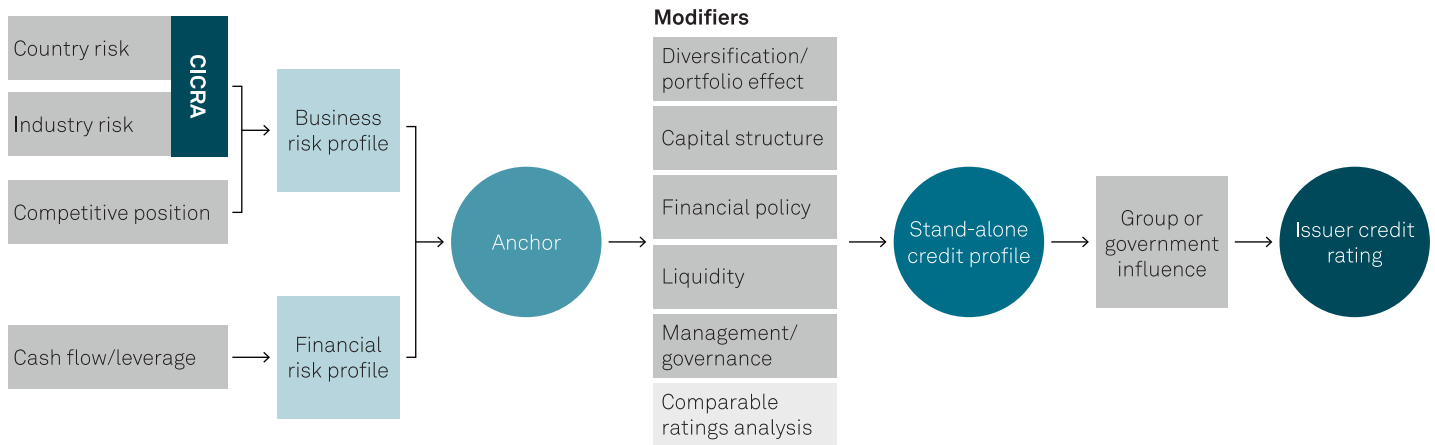 Country risk
Industry risk
CICRA
Competitive position
Cash flow/leverage
Business
risk profile
Financial
risk profile
Anchor
Modifiers
Diversification/
portfolio effect
Capital structure
Financial policy
Liquidity
Management/
governance
Comparable
ratings analysis
Stand-alone
credit profile
Group or
government
influence
Issuer credit
rating